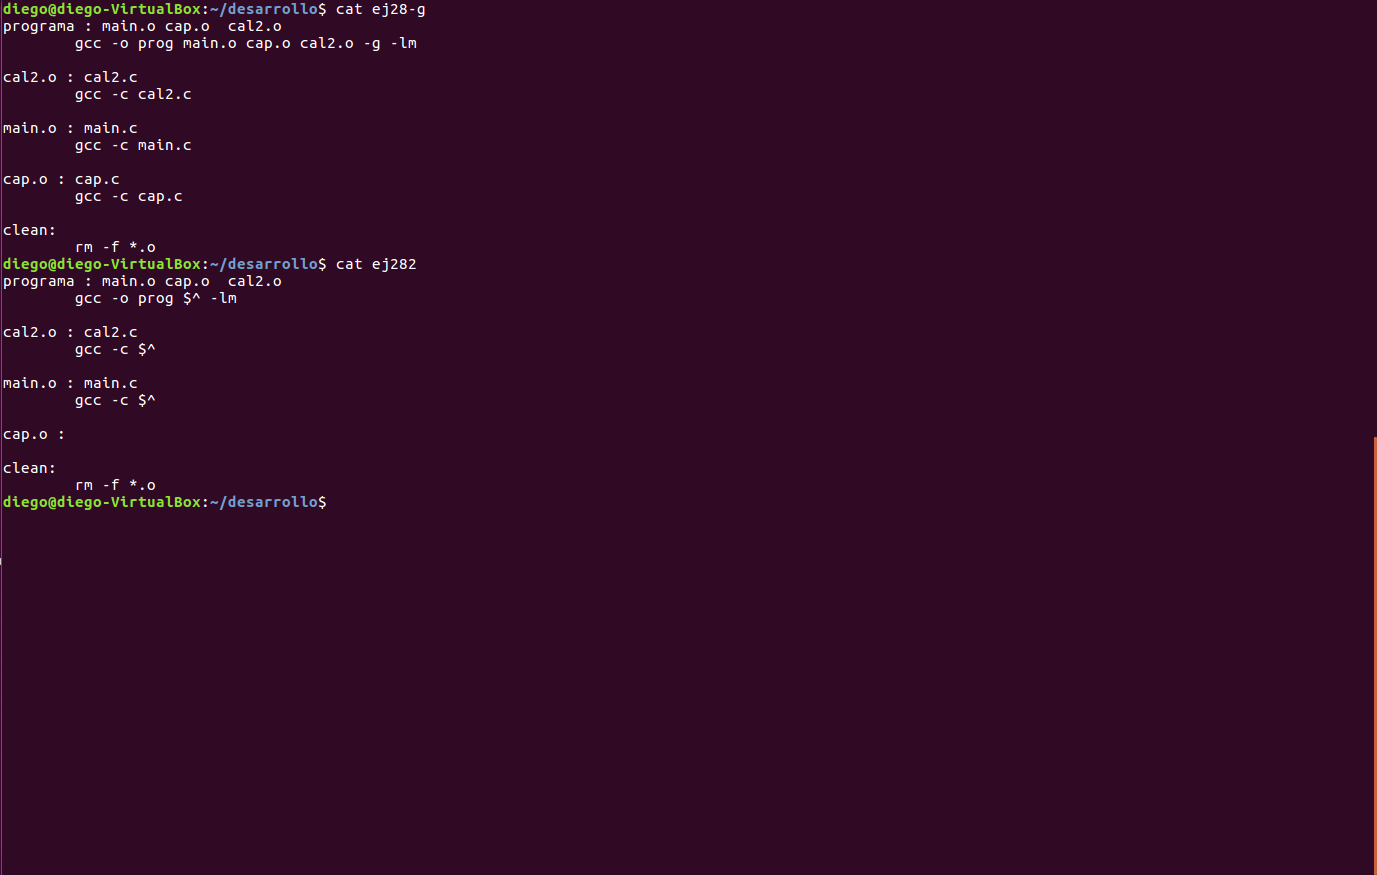 diego@diego-VirtualBox:~/desarrollo$ cat ej28-g
programa : main.o cap.o  cal2.o
        gcc -o prog main.o cap.o cal2.o -g -lm

cal2.o : cal2.c
        gcc -c cal2.c

main.o : main.c
        gcc -c main.c

cap.o : cap.c
        gcc -c cap.c

clean:
        rm -f *.o
diego@diego-VirtualBox:~/desarrollo$ cat ej282
programa : main.o cap.o  cal2.o
        gcc -o prog $^ -lm

cal2.o : cal2.c
        gcc -c $^

main.o : main.c
        gcc -c $^

cap.o :

clean:
        rm -f *.o
diego@diego-VirtualBox:~/desarrollo$